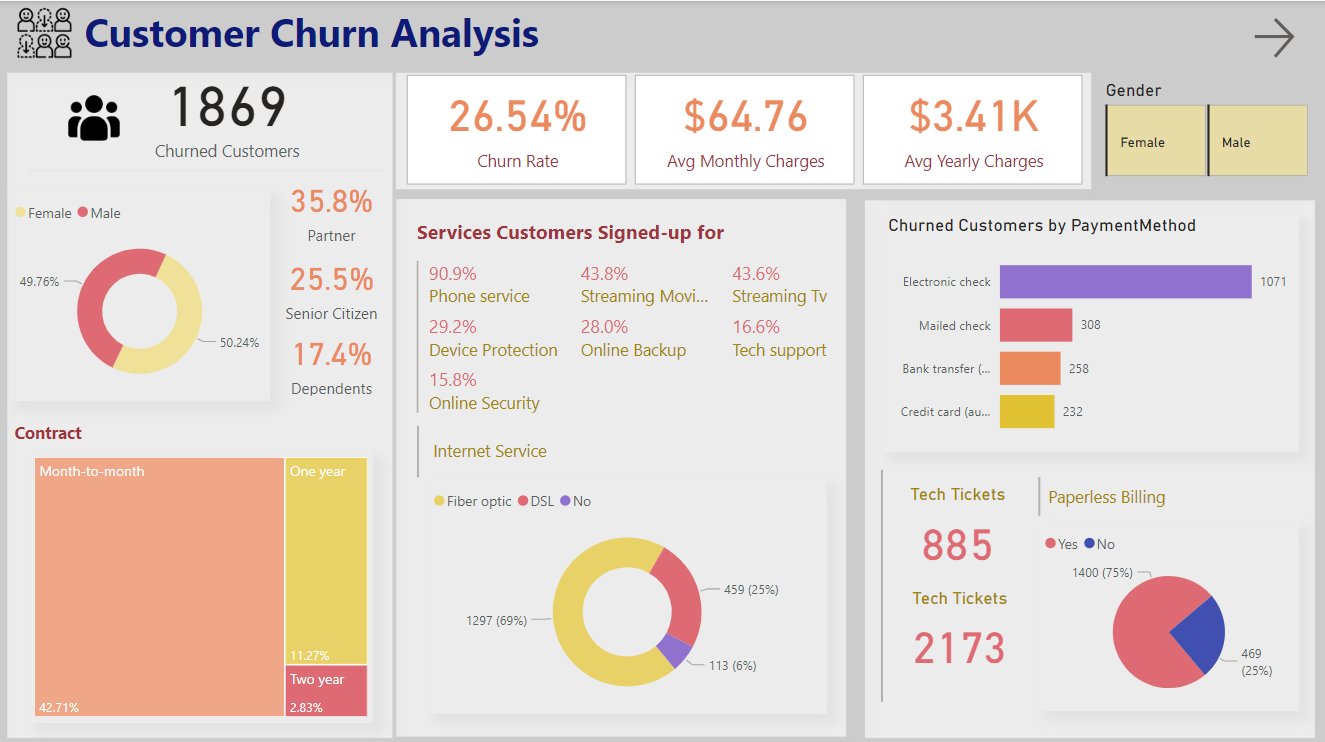 Customer Churn Analysis
1869
Churned Customers
Female Male
49.76%
50.24%
35.8%
Partner
25.5%
Senior Citizen
17.4%
Dependents
Contract
Month-to-month
42.71%
One year
11.27%
Two year
2.83%
26.54%
Churn Rate
$64.76
Avg Monthly Charges
$3.41K
Avg Yearly Charges
Gender
Female
Male
Services Customers Signed-up for
90.9%
Phone service
43.8%
Streaming Movi...
43.6%
Streaming Tv
29.2%
Device Protection
28.0%
Online Backup
16.6%
Tech support
15.8%
Online Security
Internet Service
Fiber optic DSL No
459 (25%)
1297 (69%)
113 (6%)
Churned Customers by PaymentMethod
Electronic check 1071
Mailed check 308
Bank transfer (... 258
Credit card (au... 232
Tech Tickets
885
Tech Tickets
2173
Paperless Billing
Yes No
1400 (75%)
469
(25%)